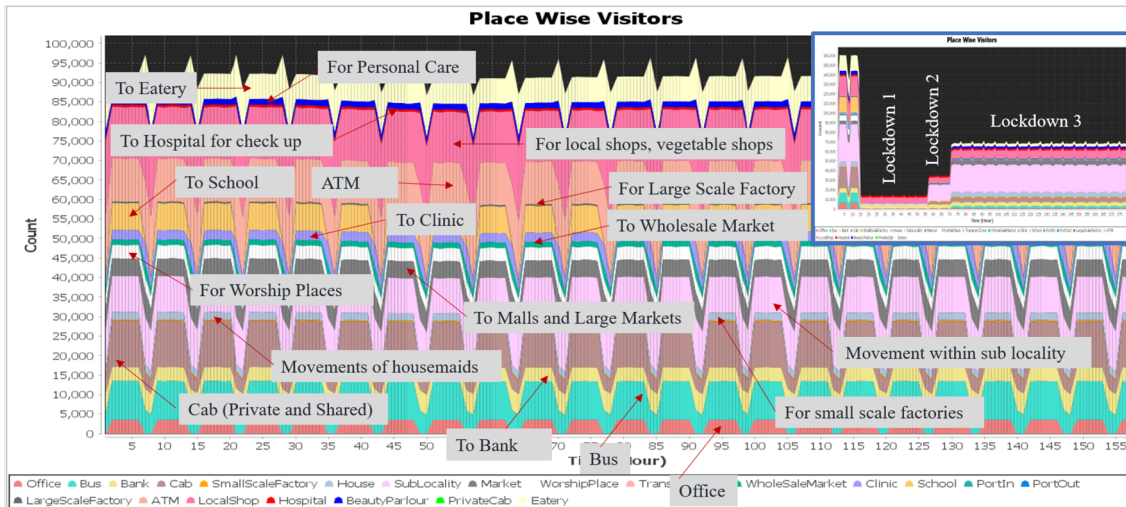 Place Wise Visitors
100,000
95,000
90,000
85,000
80,000
75,000
70,000
65,000
60,000
55,000
50,000
45,000
40,000
35,000
30,000
25,000
20,000
15,000
10,000
5,000
0
Count
For Personal Care
To Eatery
To Hospital for check up
For local shops, vegetable shops
To School
ATM
For Large Scale Factory
To Clinic
To Wholesale Market
For Worship Places
To Malls and Large Markets
Movements of housemaids
Movement within sub locality
Cab (Private and Shared)
For small scale factories
To Bank
Bus
Office
Place Wise Visitors
Lockdown 1
Lockdown 2
Lockdown 3
5 10 15 20 25 30 35 40 45 50 55 70 75 80 85 90 95 100 105 110 115 120 125 130 135 140 145 150 155
Hour)
Office Bus Bank Cab SmallScaleFactory House SubLocality Market WorshipPlace WholeSaleMarket Clinic School PortIn PortOut
LargeScaleFactory ATM LocalShop Hospital BeautyParlour PrivateCab Eatery